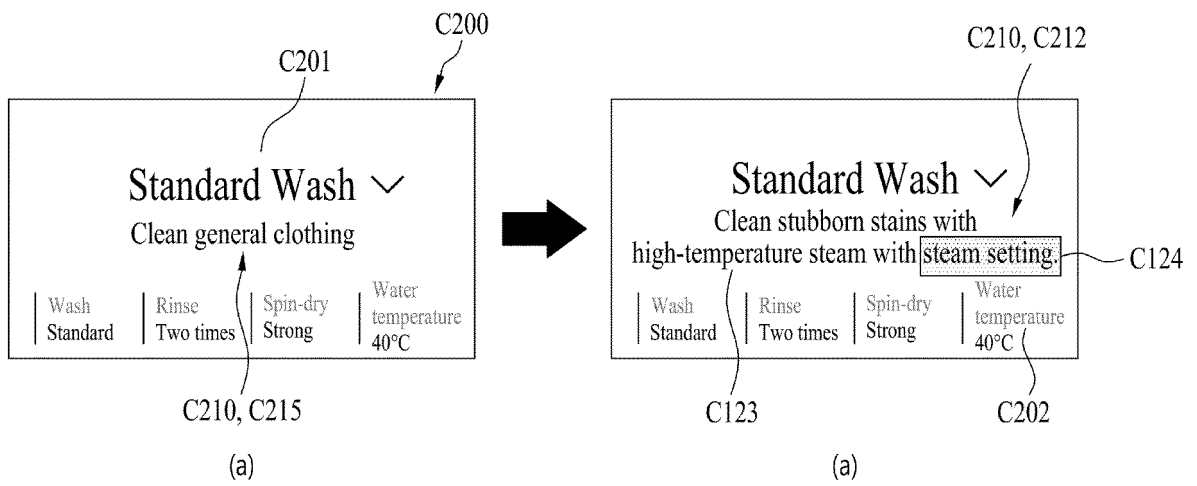 C200
C201
Standard Wash
Clean general clothing
Wash
Standard
Rinse
Two times
Spin-dry
Strong
Water
temperature
40°C
C210, C215
(a)
C210, C212
Standard Wash
Clean stubborn stains with
high-temperature steam with steam setting.
C124
Wash
Standard
Rinse
Two times
Spin-dry
Strong
Water
temperature
40°C
C123
C202
(a)